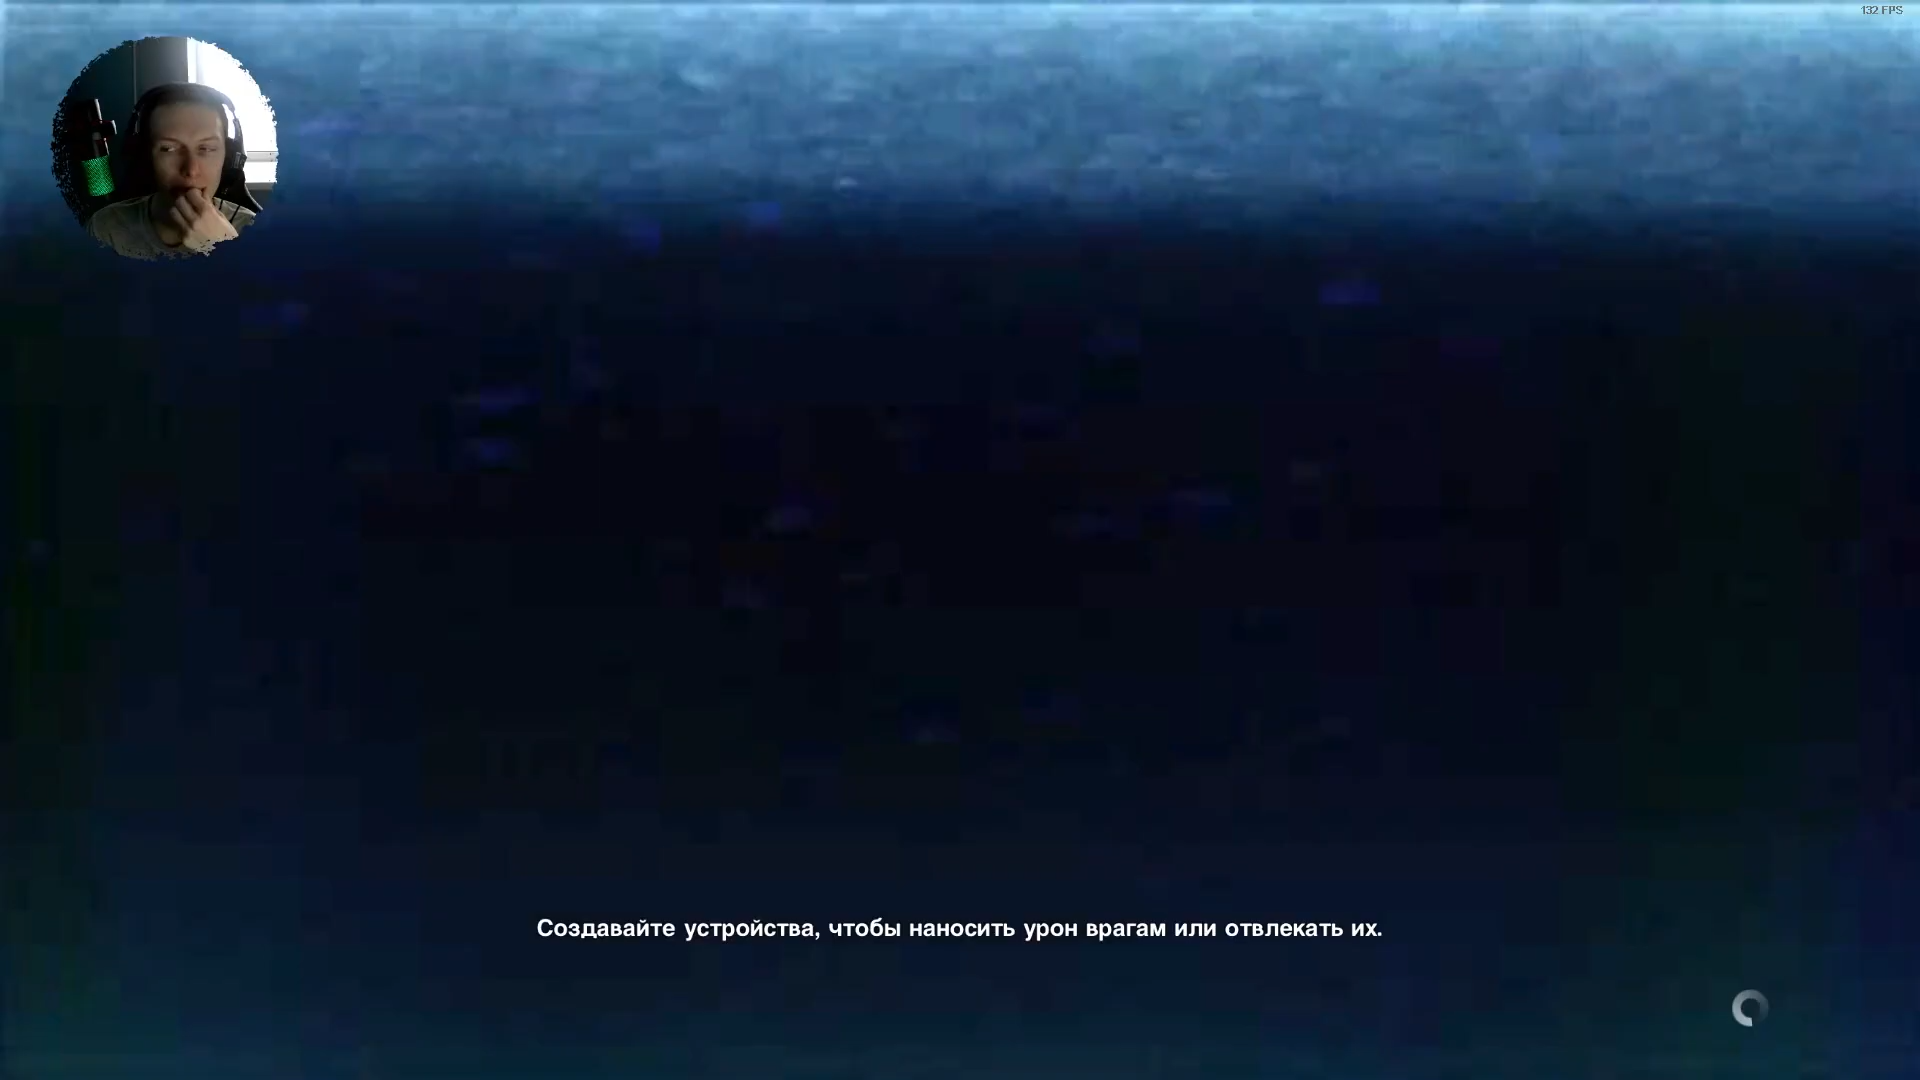 132 FPS
Создавайте устройства, чтобы наносить урон врагам или отвлекать их.